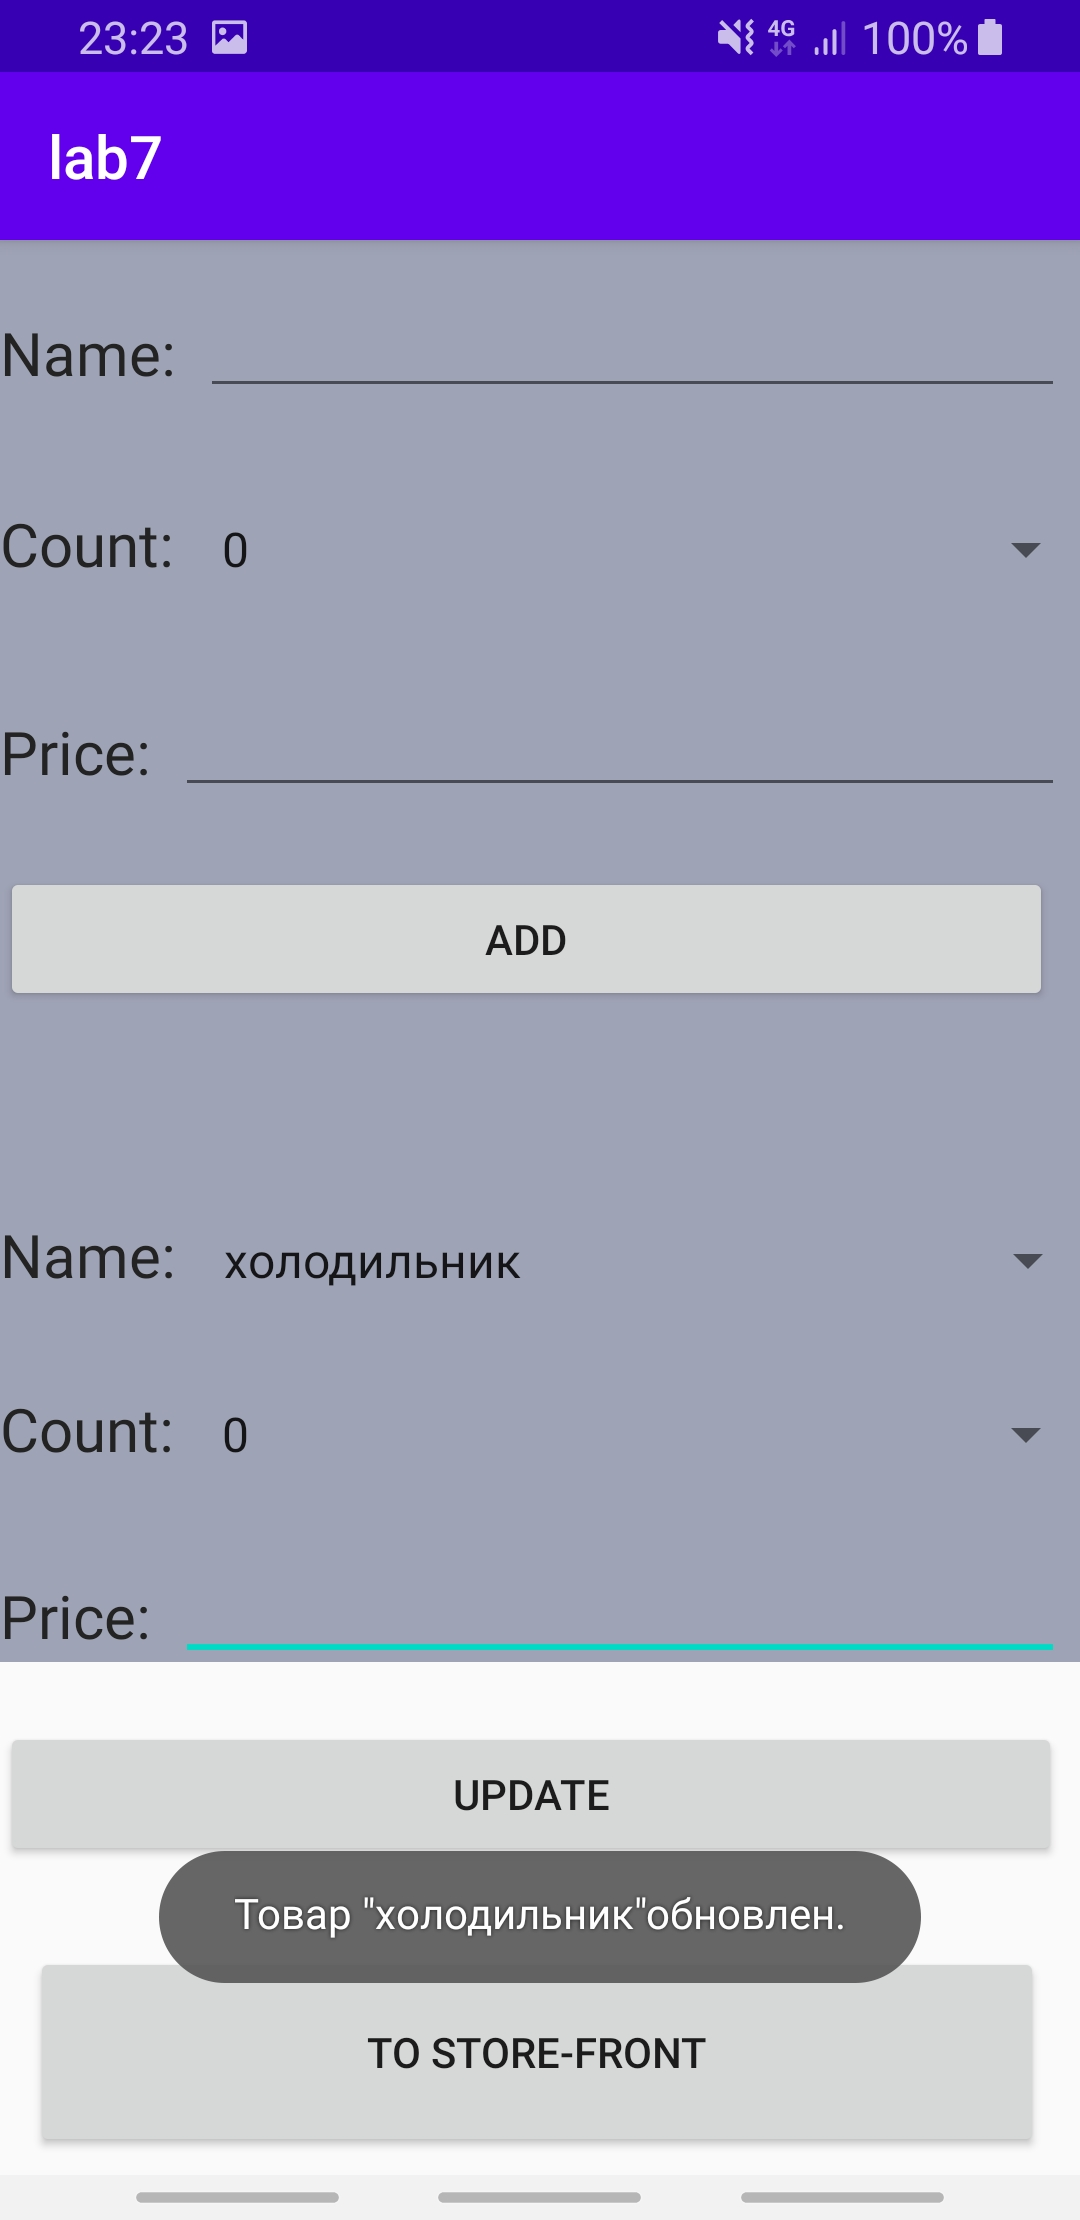 23:23 4G 100%
lab7
Name:
Count: 0
Price:
ADD
Name: холодильник
Count: 0
Price:
UPDATE
Товар "холодильник"обновлен.
TO STORE-FRONT